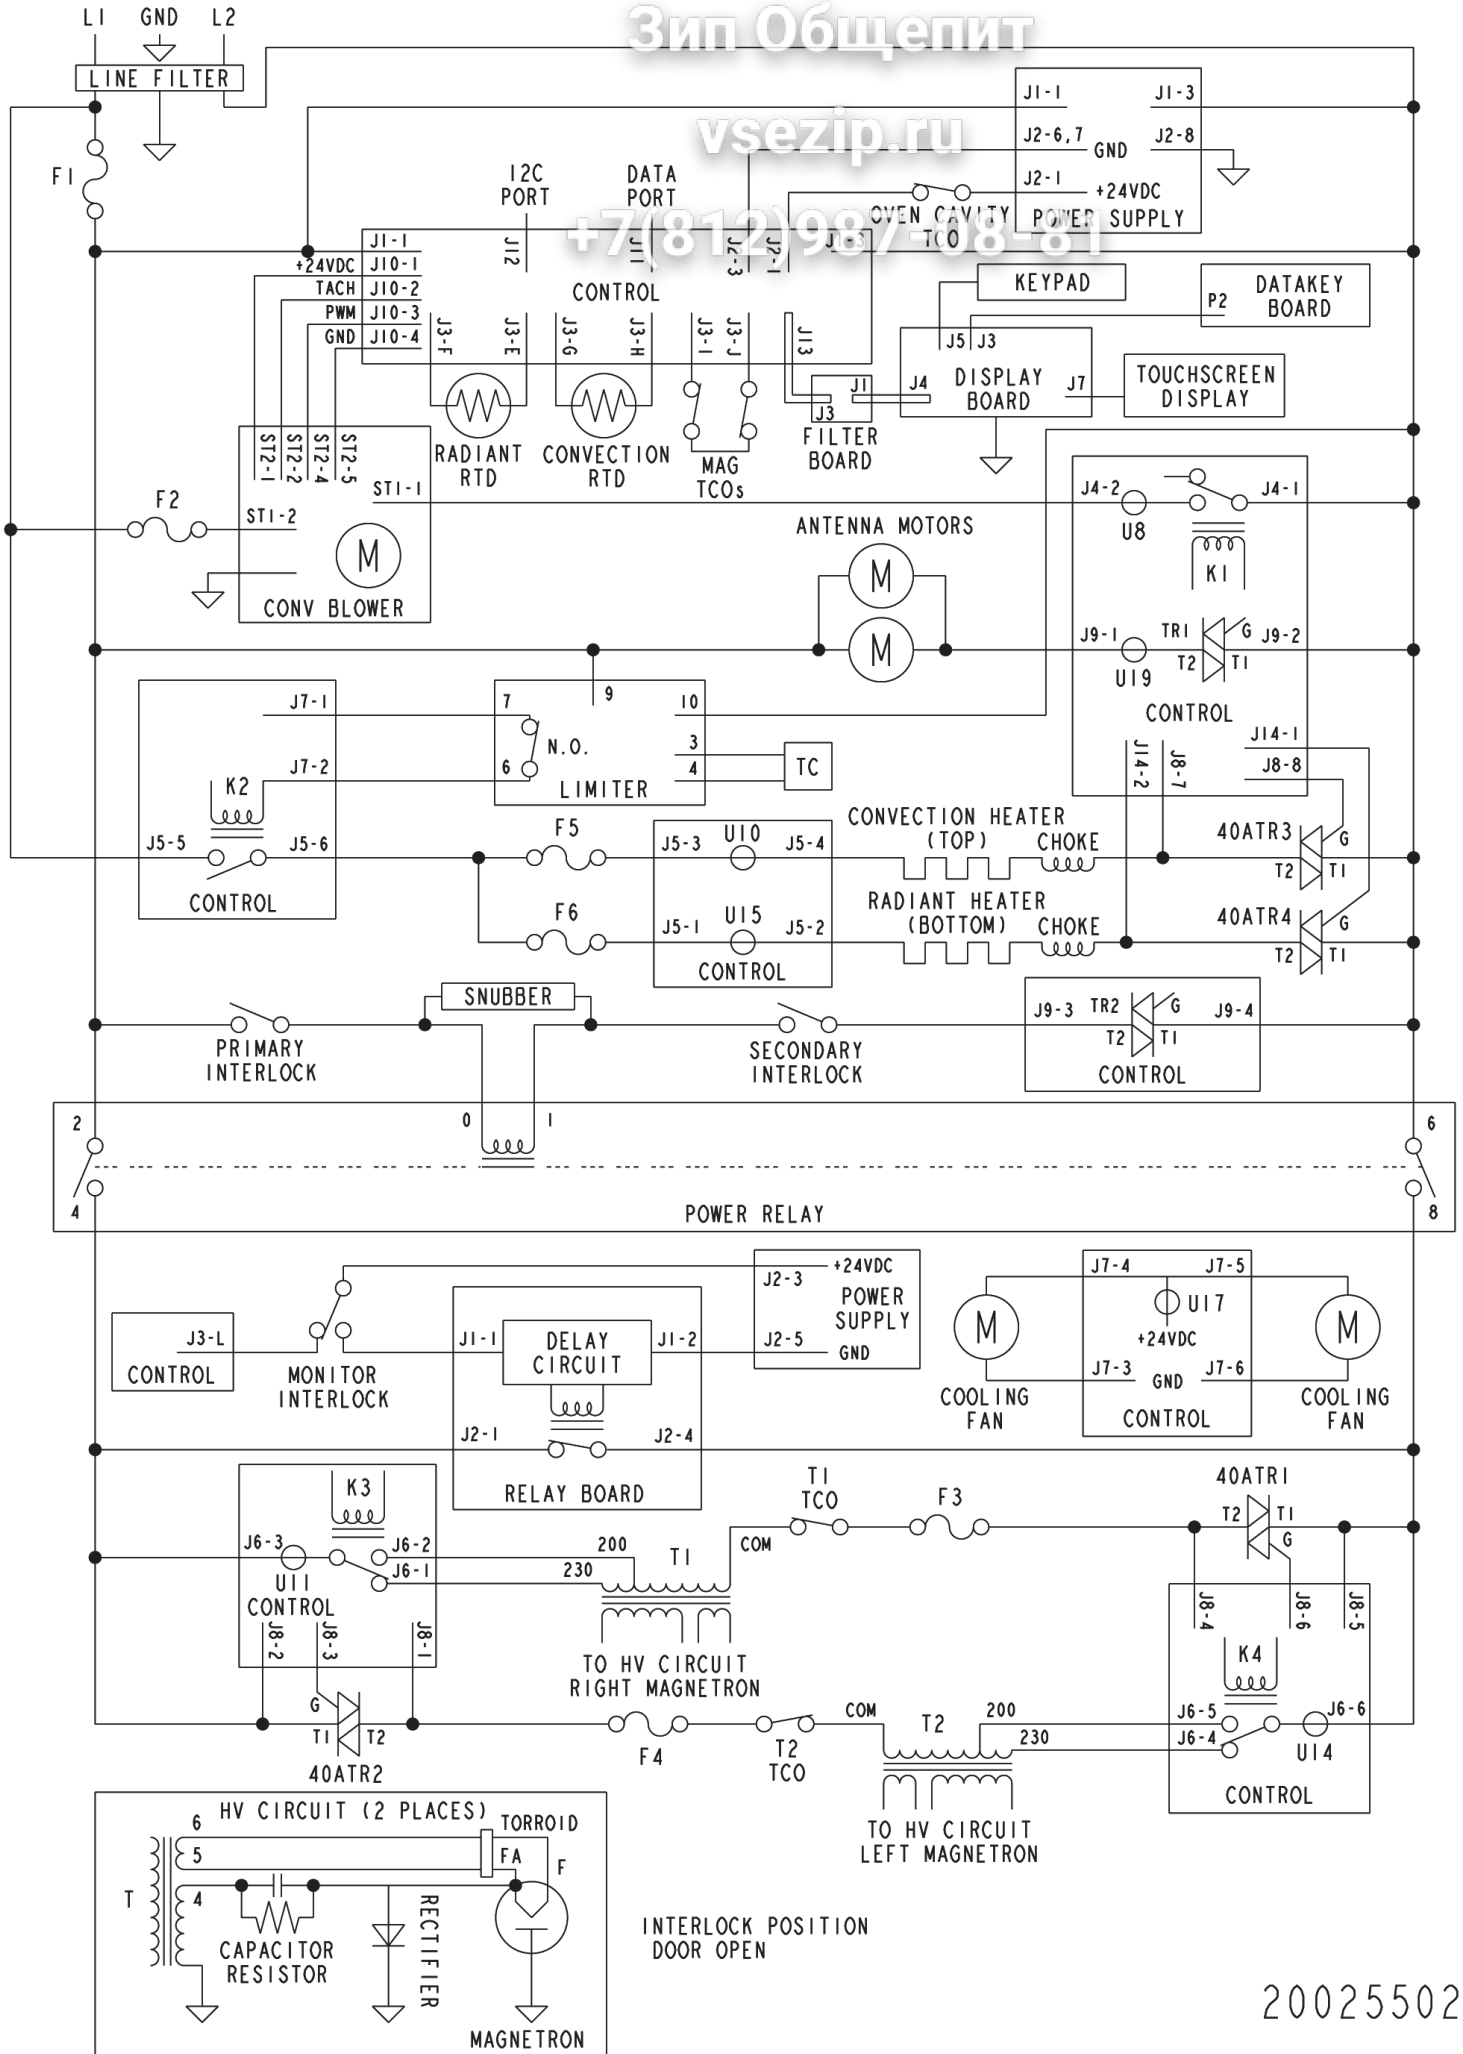 L1 GND L2
Зип Общепит
LINE FILTER
J1-1 J1-3
vsezip.ru
J2-6,7 GND J2-8
F1
I2C
PORT
DATA
PORT
J2-1 +24VDC
OVEN CAVITY
TCO
POWER SUPPLY
+7(812)987-08-81
J1-1
J12
J11
J2-3
J2-1
J1-3
+24VDC J10-1
TACH J10-2
PWM J10-3
GND J10-4
CONTROL
KEYPAD
P2 DATAKEY
BOARD
J3-F
J3-E
J3-G
J3-H
J3-I
J3-J
J13
J5 J3
DISPLAY
BOARD
J4
J7
TOUCHSCREEN
DISPLAY
J1
J3
FILTER
BOARD
RADIANT
RTD
CONVECTION
RTD
MAG
TCOs
ST2-1
ST2-2
ST2-4
ST2-5
ST1-1
F2
ST1-2
M
CONV BLOWER
ANTENNA MOTORS
M
M
J4-2
U8
J4-1
K1
J9-1
U19
TR1
G
J9-2
T2
T1
CONTROL
J14-1
J8-8
J14-2
J8-7
J7-1
J7-2
K2
J5-5
J5-6
CONTROL
7
9
10
N.O.
3
6
4
LIMITER
TC
F5
F6
J5-3
U10
J5-4
J5-1
U15
J5-2
CONTROL
CONVECTION HEATER
(TOP)
CHOKE
RADIANT HEATER
(BOTTOM)
CHOKE
40ATR3
G
T2
T1
40ATR4
G
T2
T1
SNUBBER
PRIMARY
INTERLOCK
SECONDARY
INTERLOCK
J9-3
TR2
G
J9-4
T2
T1
CONTROL
2
0
1
6
4
POWER RELAY
8
J2-3 +24VDC
POWER
SUPPLY
J2-5 GND
J3-L
CONTROL
MONITOR
INTERLOCK
J1-1
DELAY
CIRCUIT
J1-2
J2-1
J2-4
RELAY BOARD
M
COOLING
FAN
J7-4
J7-5
U17
+24VDC
J7-3
GND
J7-6
CONTROL
M
COOLING
FAN
K3
J6-3
U11
J6-2
J6-1
CONTROL
J8-2
J8-3
J8-1
200
230
T1
COM
T1
TCO
F3
40ATR1
T2
T1
G
TO HV CIRCUIT
RIGHT MAGNETRON
J8-4
J8-6
J8-5
K4
J6-5
J6-4
J6-6
U14
CONTROL
G
T1
T2
40ATR2
F4
T2
TCO
COM
T2
200
230
TO HV CIRCUIT
LEFT MAGNETRON
HV CIRCUIT (2 PLACES)
6
TORROID
5
FA
F
T
4
CAPACITOR
RESISTOR
RECTIFIER
MAGNETRON
INTERLOCK POSITION
DOOR OPEN
20025502